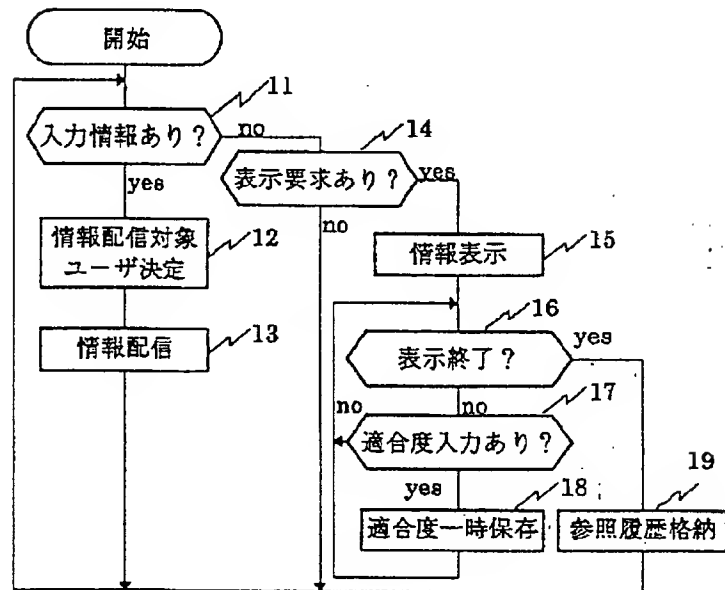 開始
11
入力情報あり?
no
14
yes
表示要求あり?
yes
no
情報配信対象
ユーザ決定
12
情報表示
15
16
情報配信
13
表示終了?
yes
no
no
17
適合度入力あり?
yes
18
19
適合度一時保存
参照履歴格納